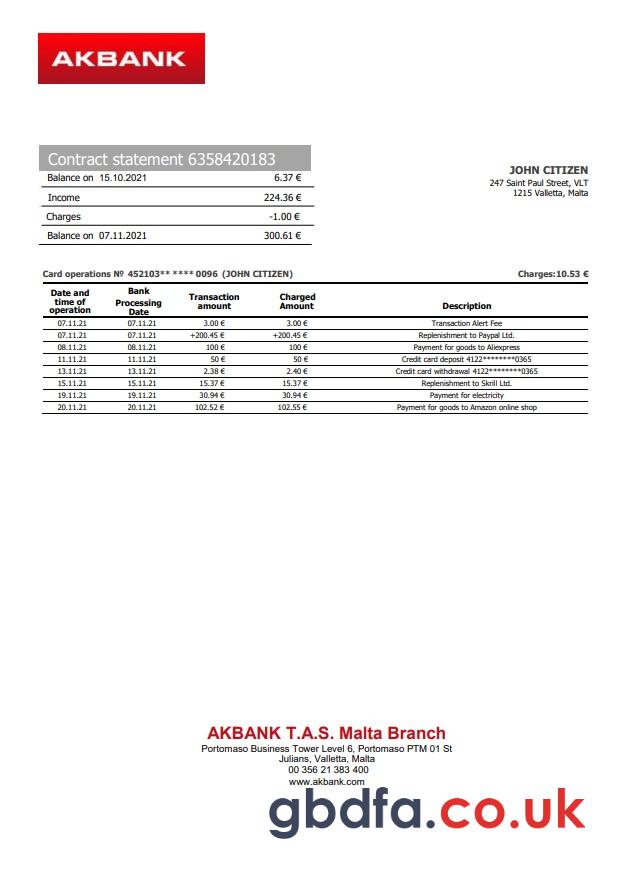 AKBANK
Contract statement 6358420183
Balance on 15.10.2021 6.37 €
Income 224.36 €
Charges -1.00 €
Balance on 07.11.2021 300.61 €
JOHN CITIZEN
247 Saint Paul Street, VLT
1215 Valletta, Malta
Card operations № 452103** **** 0096 (JOHN CITIZEN) Charges:10.53 €
Date and time of operation Bank Processing Date Transaction amount Charged Amount Description
07.11.21 07.11.21 3.00 € 3.00 € Transaction Alert Fee
07.11.21 07.11.21 +200.45 € +200.45 € Replenishment to Paypal Ltd.
08.11.21 08.11.21 100 € 100 € Payment for goods to Aliexpress
11.11.21 11.11.21 50 € 50 € Credit card deposit 4122********0365
13.11.21 13.11.21 2.38 € 2.40 € Credit card withdrawal 4122********0365
15.11.21 15.11.21 15.37 € 15.37 € Replenishment to Skrill Ltd.
19.11.21 19.11.21 30.94 € 30.94 € Payment for electricity
20.11.21 20.11.21 102.52 € 102.55 € Payment for goods to Amazon online shop
AKBANK T.A.S. Malta Branch
Portomaso Business Tower Level 6, Portomaso PTM 01 St
Julians, Valletta, Malta
00 356 21 383 400
www.akbank.com
gbdfa.co.uk